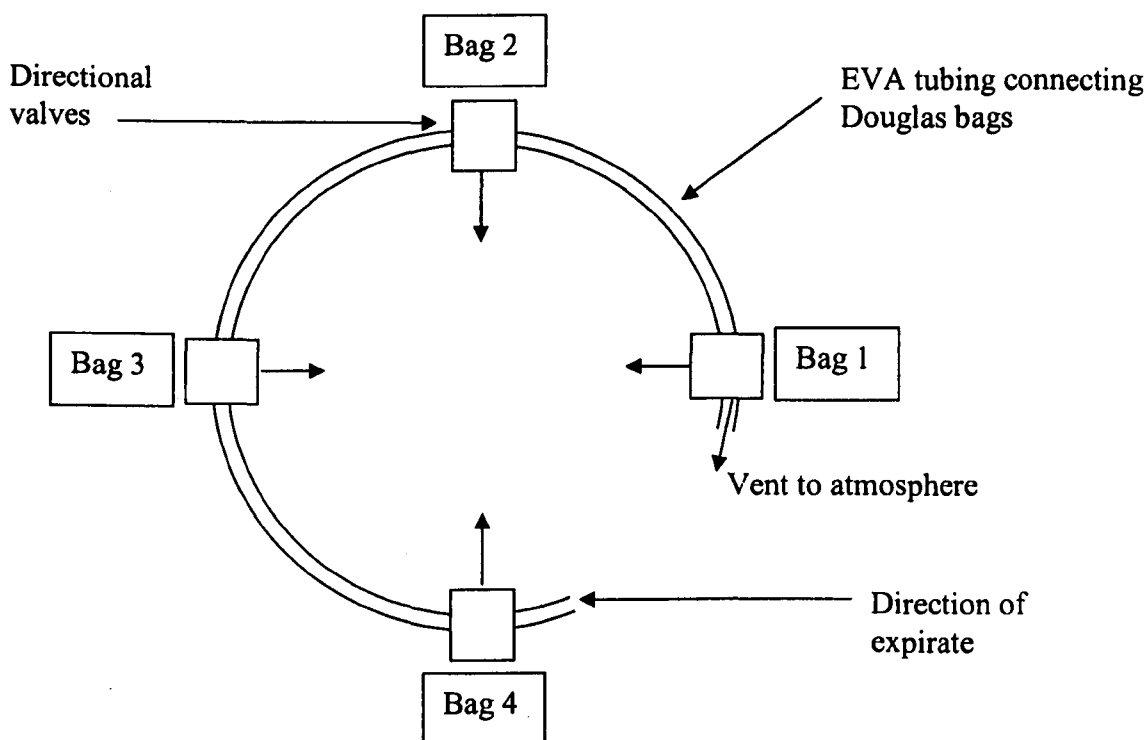 Bag 2
Directional
valves
EVA tubing connecting
Douglas bags
Bag 3
Bag 1
Vent to atmosphere
Direction of
expirate
Bag 4